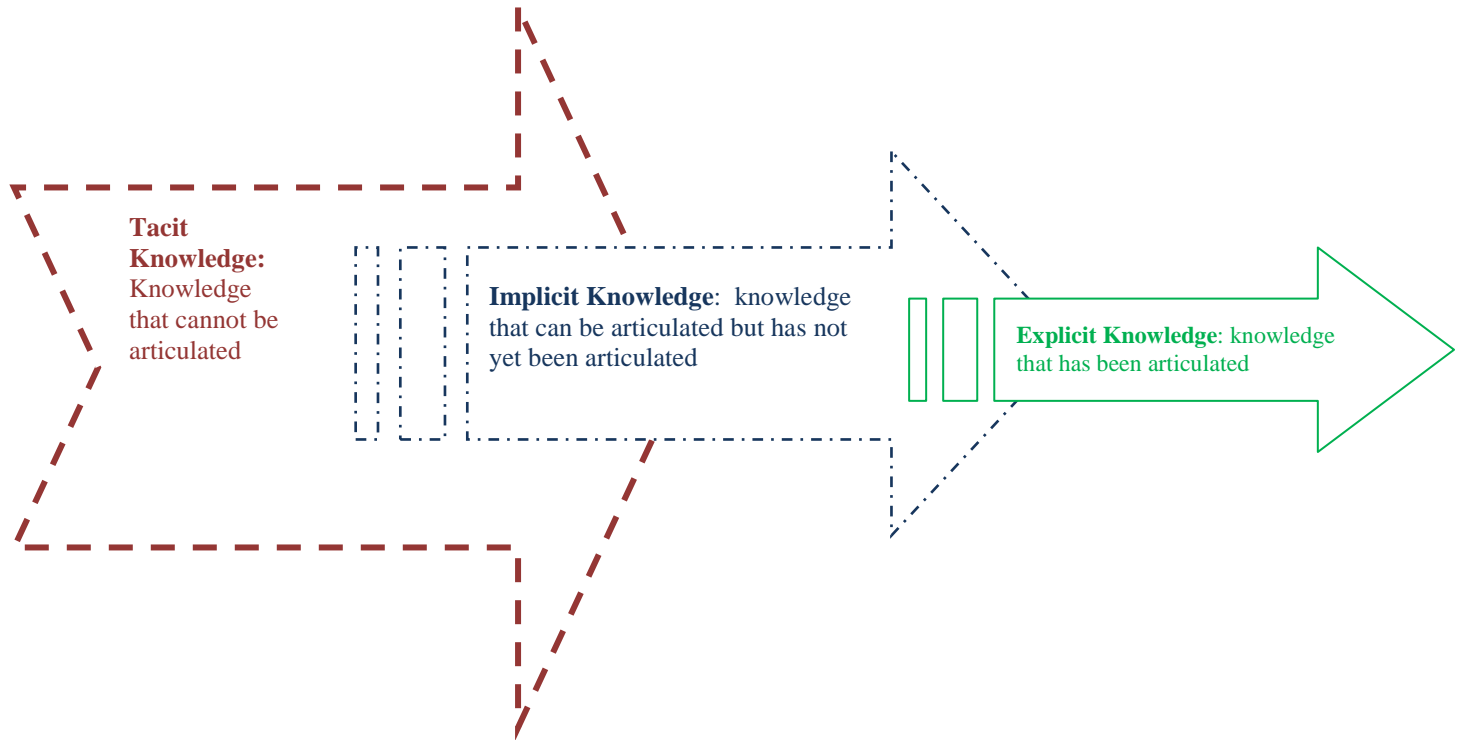 Tacit
Knowledge:
Knowledge
that cannot be
articulated
Implicit Knowledge:  knowledge
that can be articulated but has not
yet been articulated
Explicit Knowledge: knowledge
that has been articulated